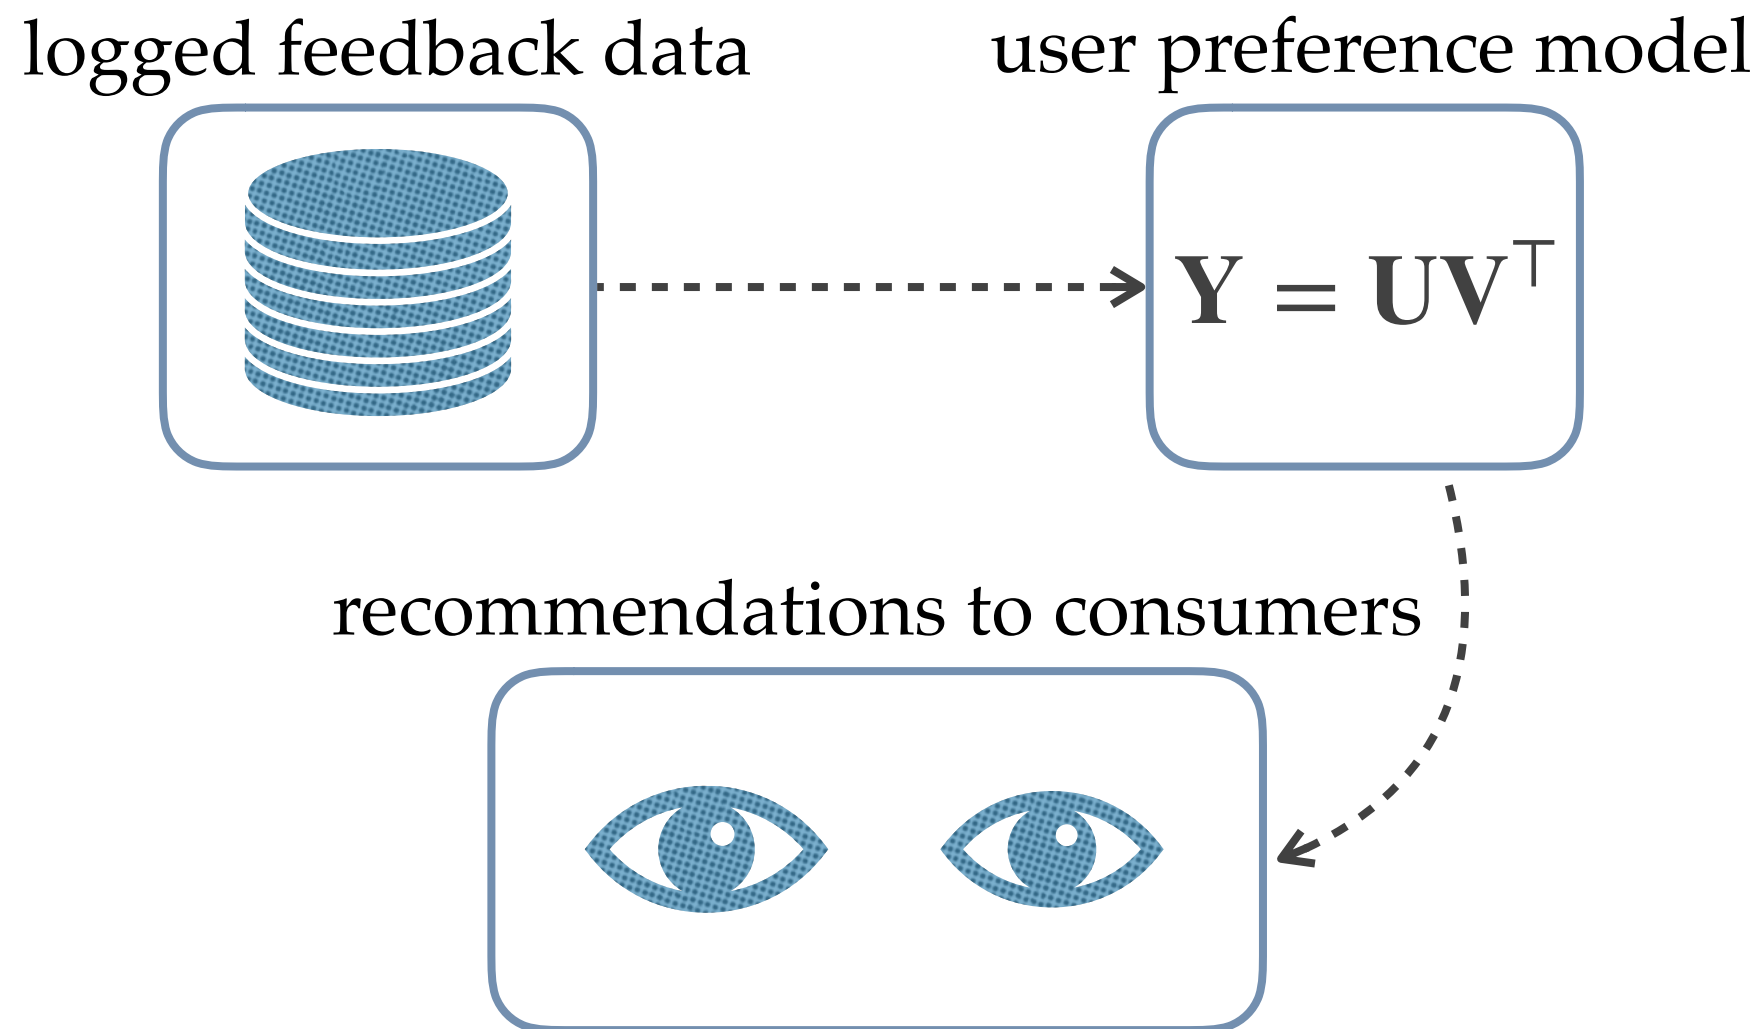 logged feedback data
user preference model
Y = UV⊤
recommendations to consumers